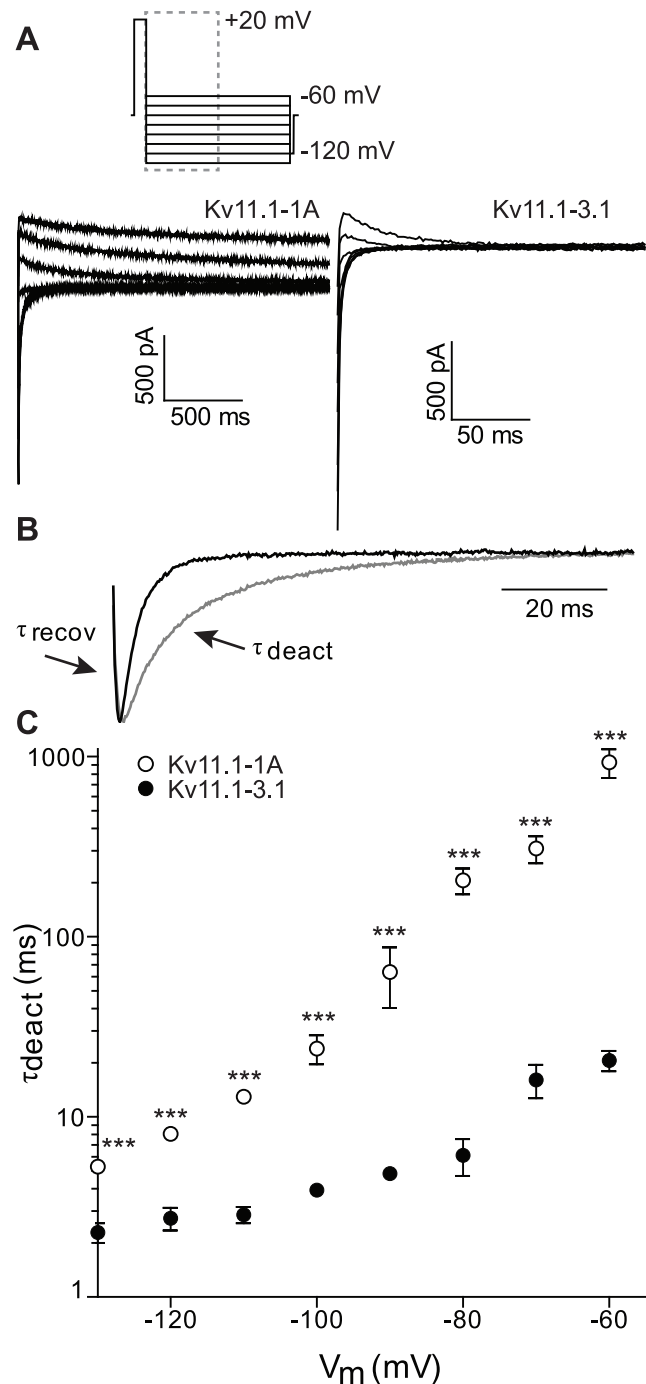 A
+20 mV
-60 mV
-120 mV
Kv11.1-1A
Kv11.1-3.1
500 pA
500 ms
500 pA
50 ms
B
τ recov
τ deact
20 ms
C
Kv11.1-1A
Kv11.1-3.1
1000
100
10
1
τdeact (ms)
***
***
***
***
***
***
***
***
-120
-100
-80
-60
Vm (mV)